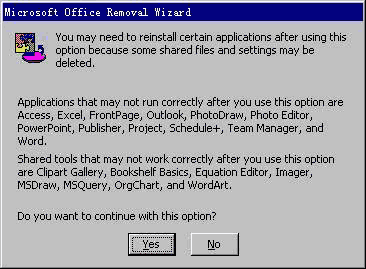 Microsoft Office Removal Wizard
You may need to reinstall certain applications after using this
option because some shared files and settings may be
deleted.
Applications that may not run correctly after you use this option are
Access, Excel, FrontPage, Outlook, PhotoDraw, Photo Editor,
PowerPoint, Publisher, Project, Schedule+, Team Manager, and
Word.
Shared tools that may not work correctly after you use this option
are Clipart Gallery, Bookshelf Basics, Equation Editor, Imager,
MSDraw, MSQuery, OrgChart, and WordArt.
Do you want to continue with this option?
Yes No